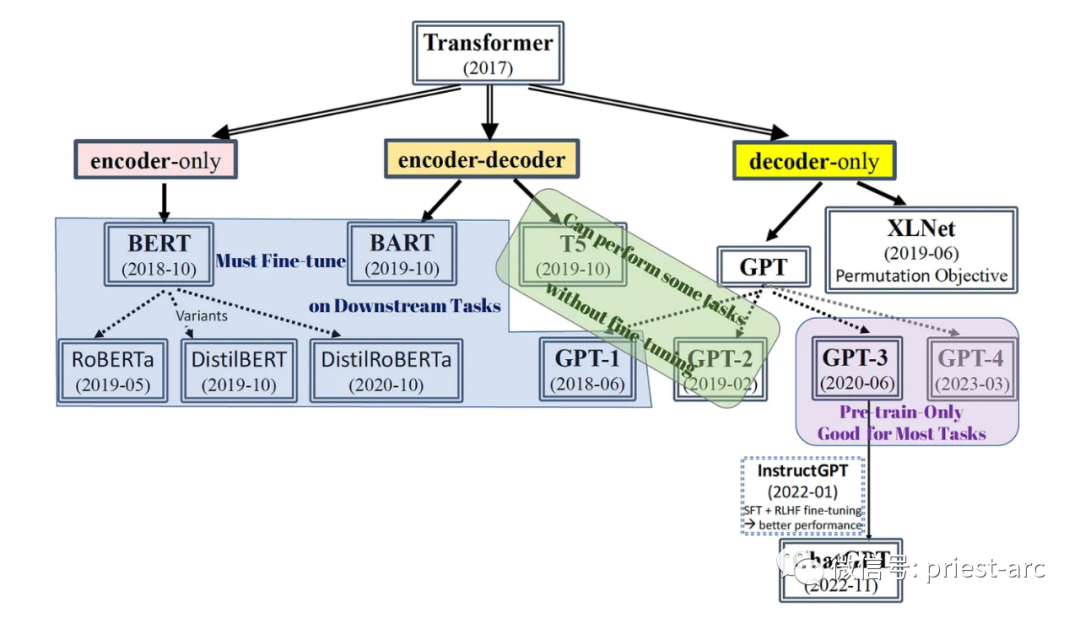 Transformer
(2017)
encoder-only
encoder-decoder
decoder-only
BERT
(2018-10)
Must Fine-tune
BART
(2019-10)
T5
(2019-10)
Can perform some tasks
without fine-tuning
GPT
XLNet
(2019-06)
Permutation Objective
on Downstream Tasks
Variants
RoBERTa
(2019-05)
DistilBERT
(2019-10)
DistilRoBERTa
(2020-10)
GPT-1
(2018-06)
GPT-2
(2019-02)
GPT-3
(2020-06)
GPT-4
(2023-03)
Pre-train-Only
Good for Most Tasks
InstructGPT
(2022-01)
SFT + RLHF fine-tuning
→ better performance
ChatGPT
(2022-11)
微信号: priest-arc